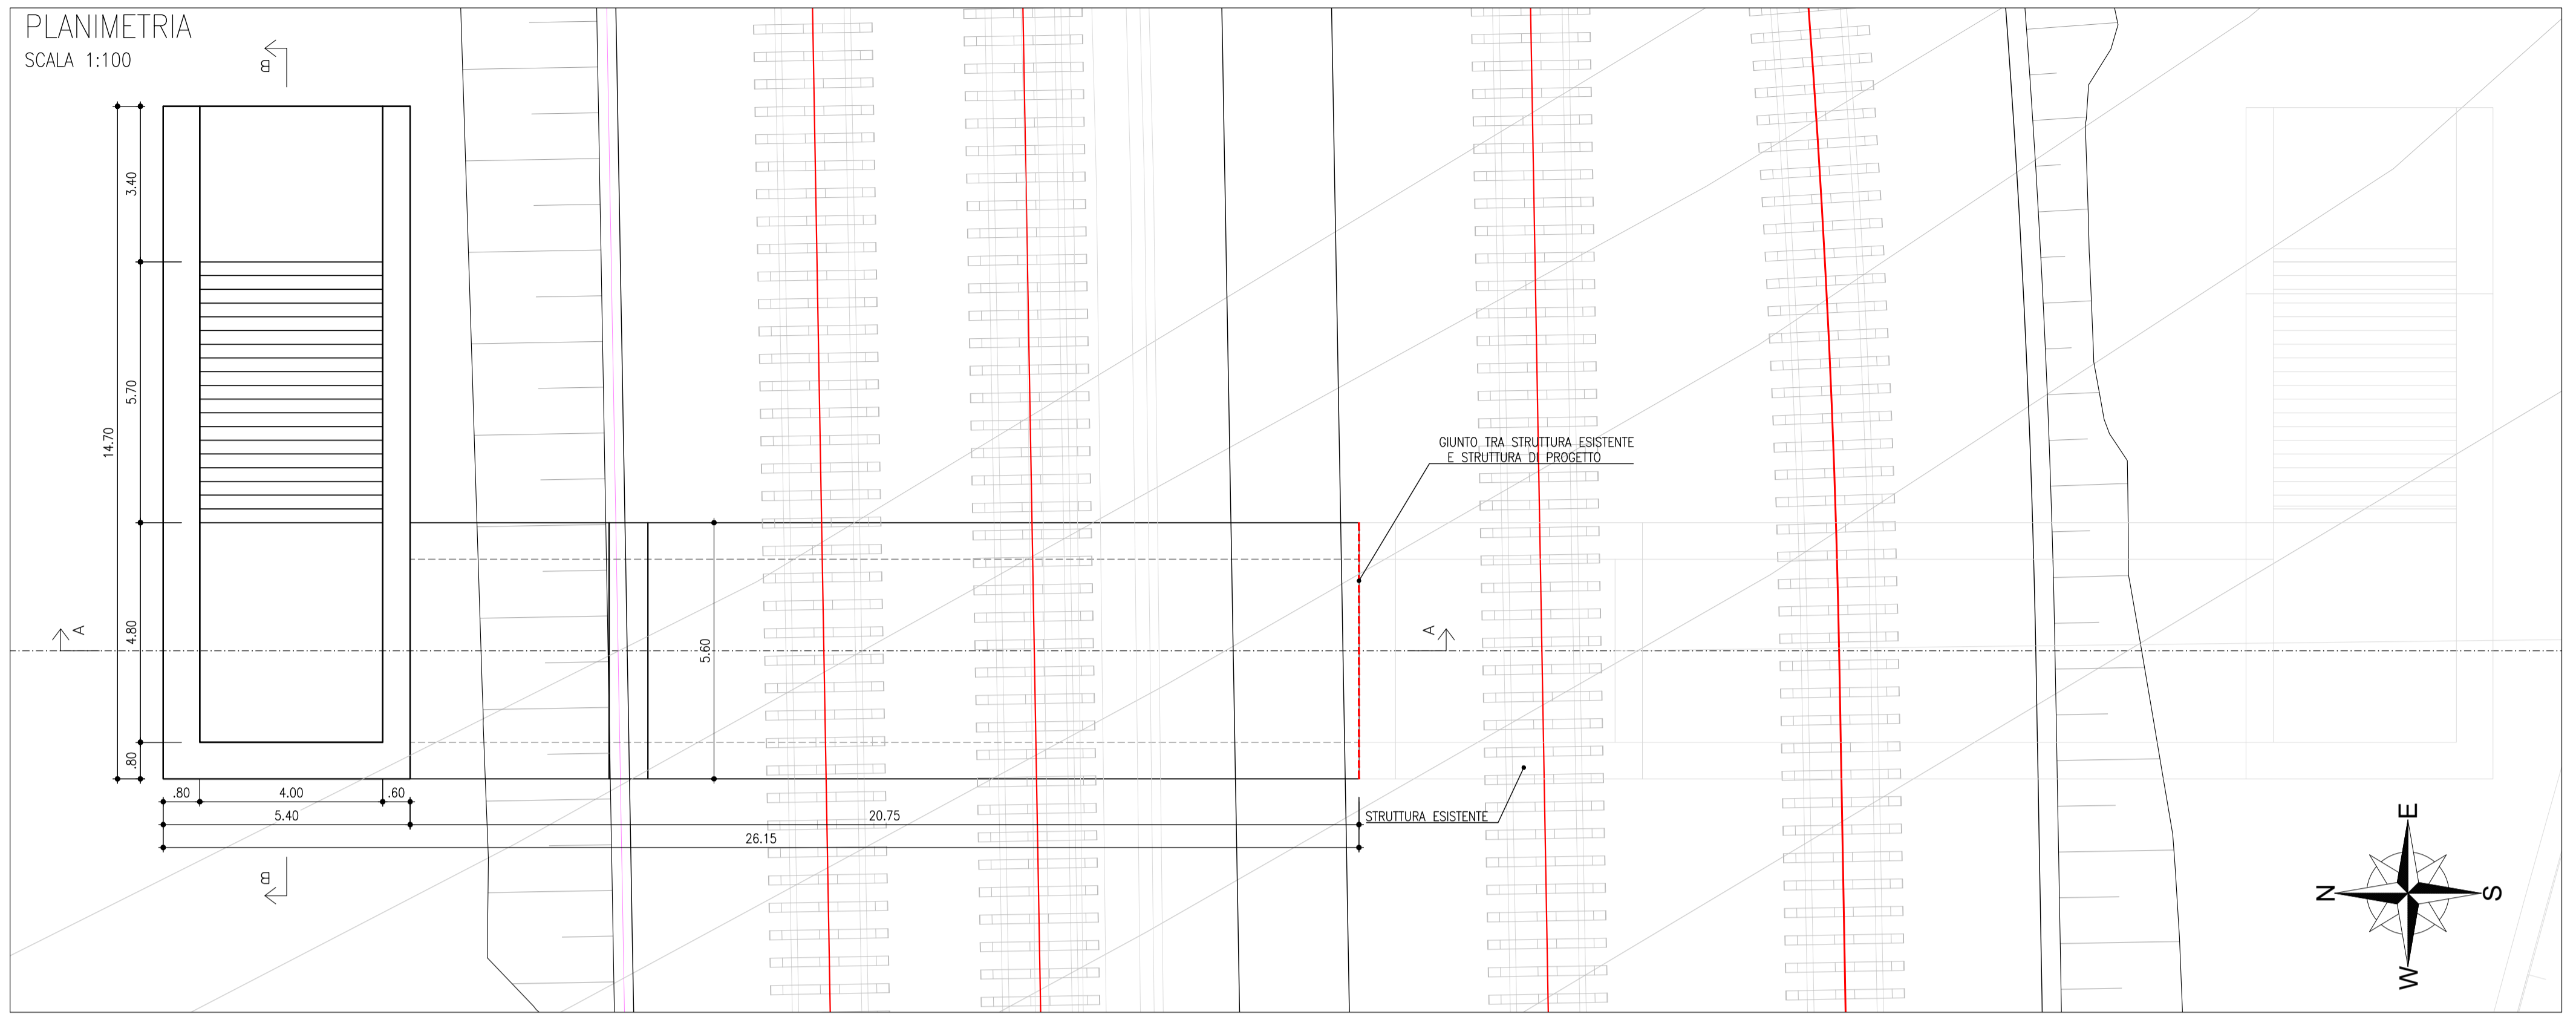 PLANIMETRIA
SCALA 1:100
B
3.40
5.70
14.70
4.80
.80
A
A
GIUNTO TRA STRUTTURA ESISTENTE
E STRUTTURA DI PROGETTO
5.60
.80 4.00 .60
5.40
20.75
26.15
STRUTTURA ESISTENTE
B
E
N
S
W